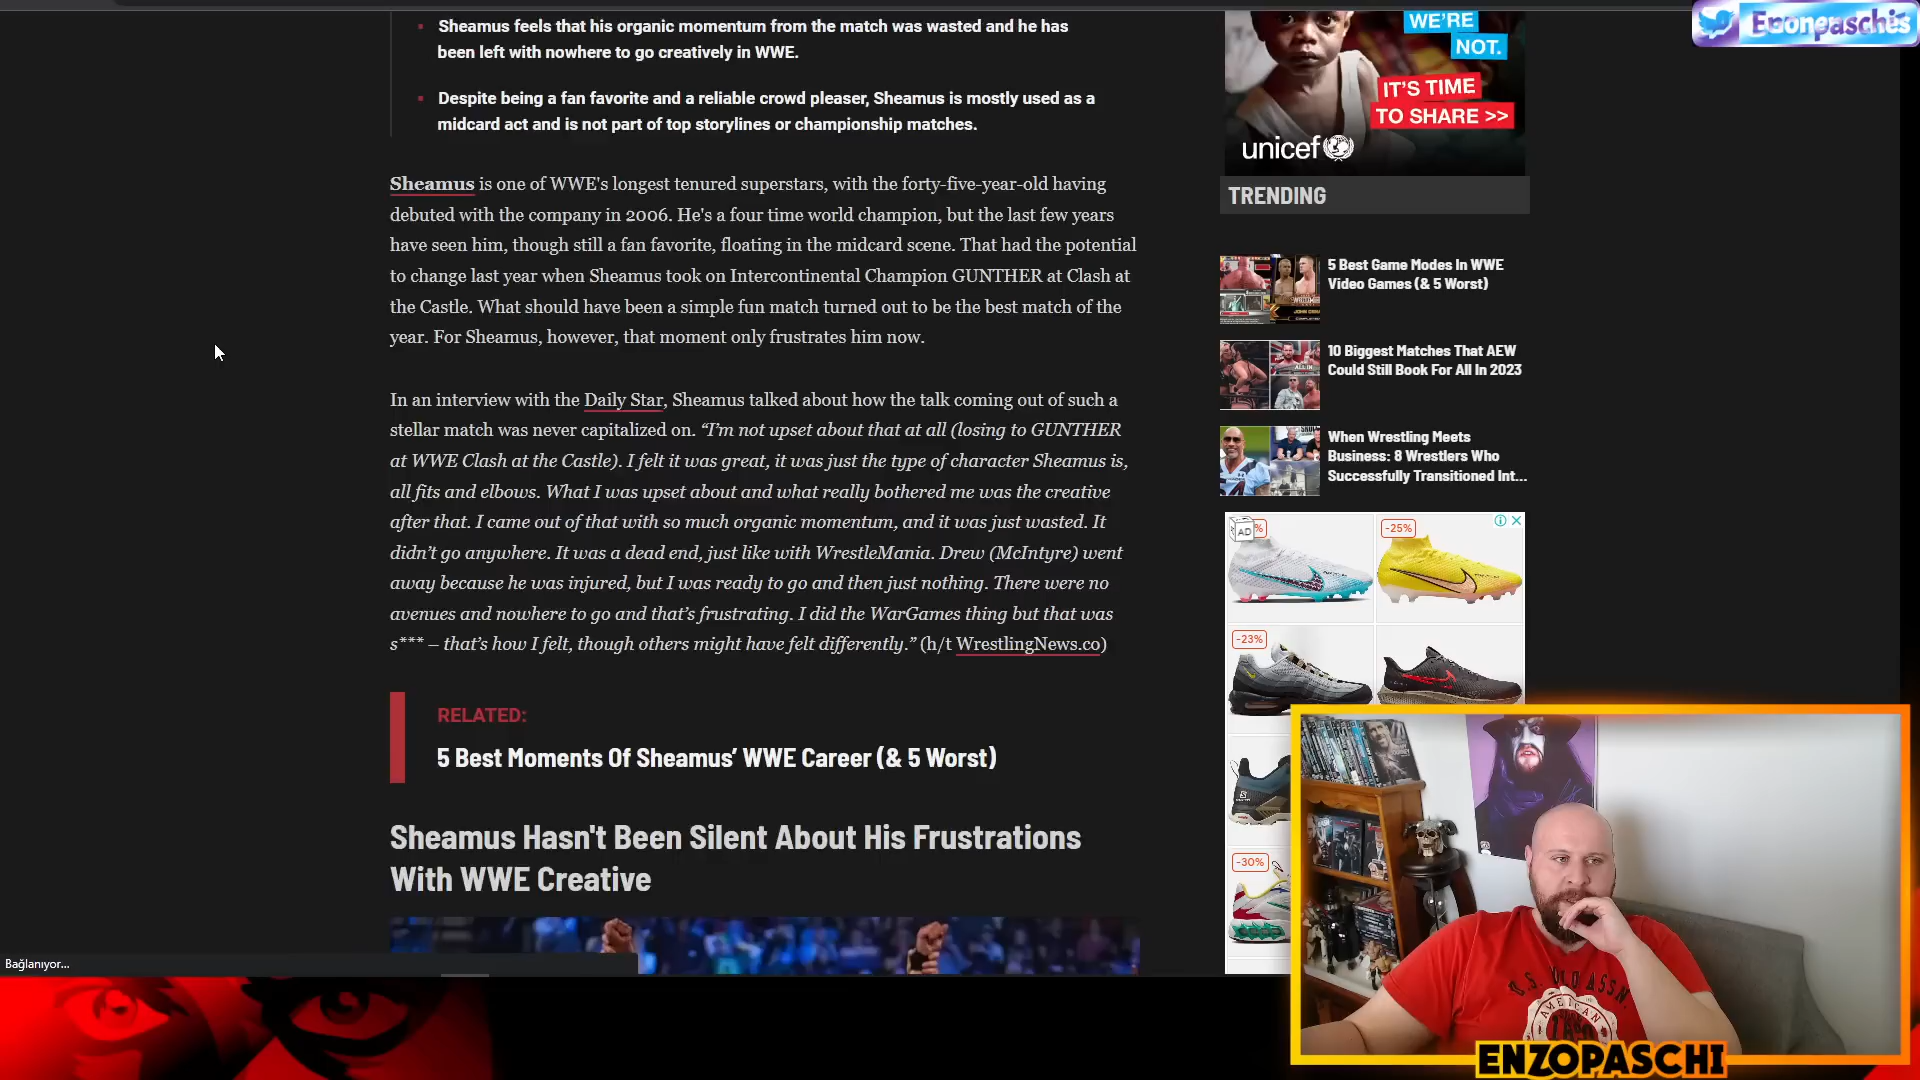 Eponepaschis
Sheamus feels that his organic momentum from the match was wasted and he has
been left with nowhere to go creatively in WWE.
Despite being a fan favorite and a reliable crowd pleaser, Sheamus is mostly used as a
midcard act and is not part of top storylines or championship matches.
Sheamus is one of WWE's longest tenured superstars, with the forty-five-year-old having
debuted with the company in 2006. He's a four time world champion, but the last few years
have seen him, though still a fan favorite, floating in the midcard scene. That had the potential
to change last year when Sheamus took on Intercontinental Champion GUNTHER at Clash at
the Castle. What should have been a simple fun match turned out to be the best match of the
year. For Sheamus, however, that moment only frustrates him now.
In an interview with the Daily Star, Sheamus talked about how the talk coming out of such a
stellar match was never capitalized on. “I’m not upset about that at all (losing to GUNTHER
at WWE Clash at the Castle). I felt it was great, it was just the type of character Sheamus is,
all fits and elbows. What I was upset about and what really bothered me was the creative
after that. I came out of that with so much organic momentum, and it was just wasted. It
didn’t go anywhere. It was a dead end, just like with WrestleMania. Drew (McIntyre) went
away because he was injured, but I was ready to go and then just nothing. There were no
avenues and nowhere to go and that’s frustrating. I did the WarGames thing but that was
s*** – that’s how I felt, though others might have felt differently.” (h/t WrestlingNews.co)
RELATED:
5 Best Moments Of Sheamus’ WWE Career (& 5 Worst)
Sheamus Hasn't Been Silent About His Frustrations
With WWE Creative
WE'RE
NOT.
IT'S TIME
TO SHARE >>
unicef
TRENDING
5 Best Game Modes In WWE
Video Games (& 5 Worst)
10 Biggest Matches That AEW
Could Still Book For All In 2023
When Wrestling Meets
Business: 8 Wrestlers Who
Successfully Transitioned Int...
AD
-25%
-23%
-30%
Bağlanıyor...
U.S. OLD ASSN.
AMERICAN
ENZOPASCHI